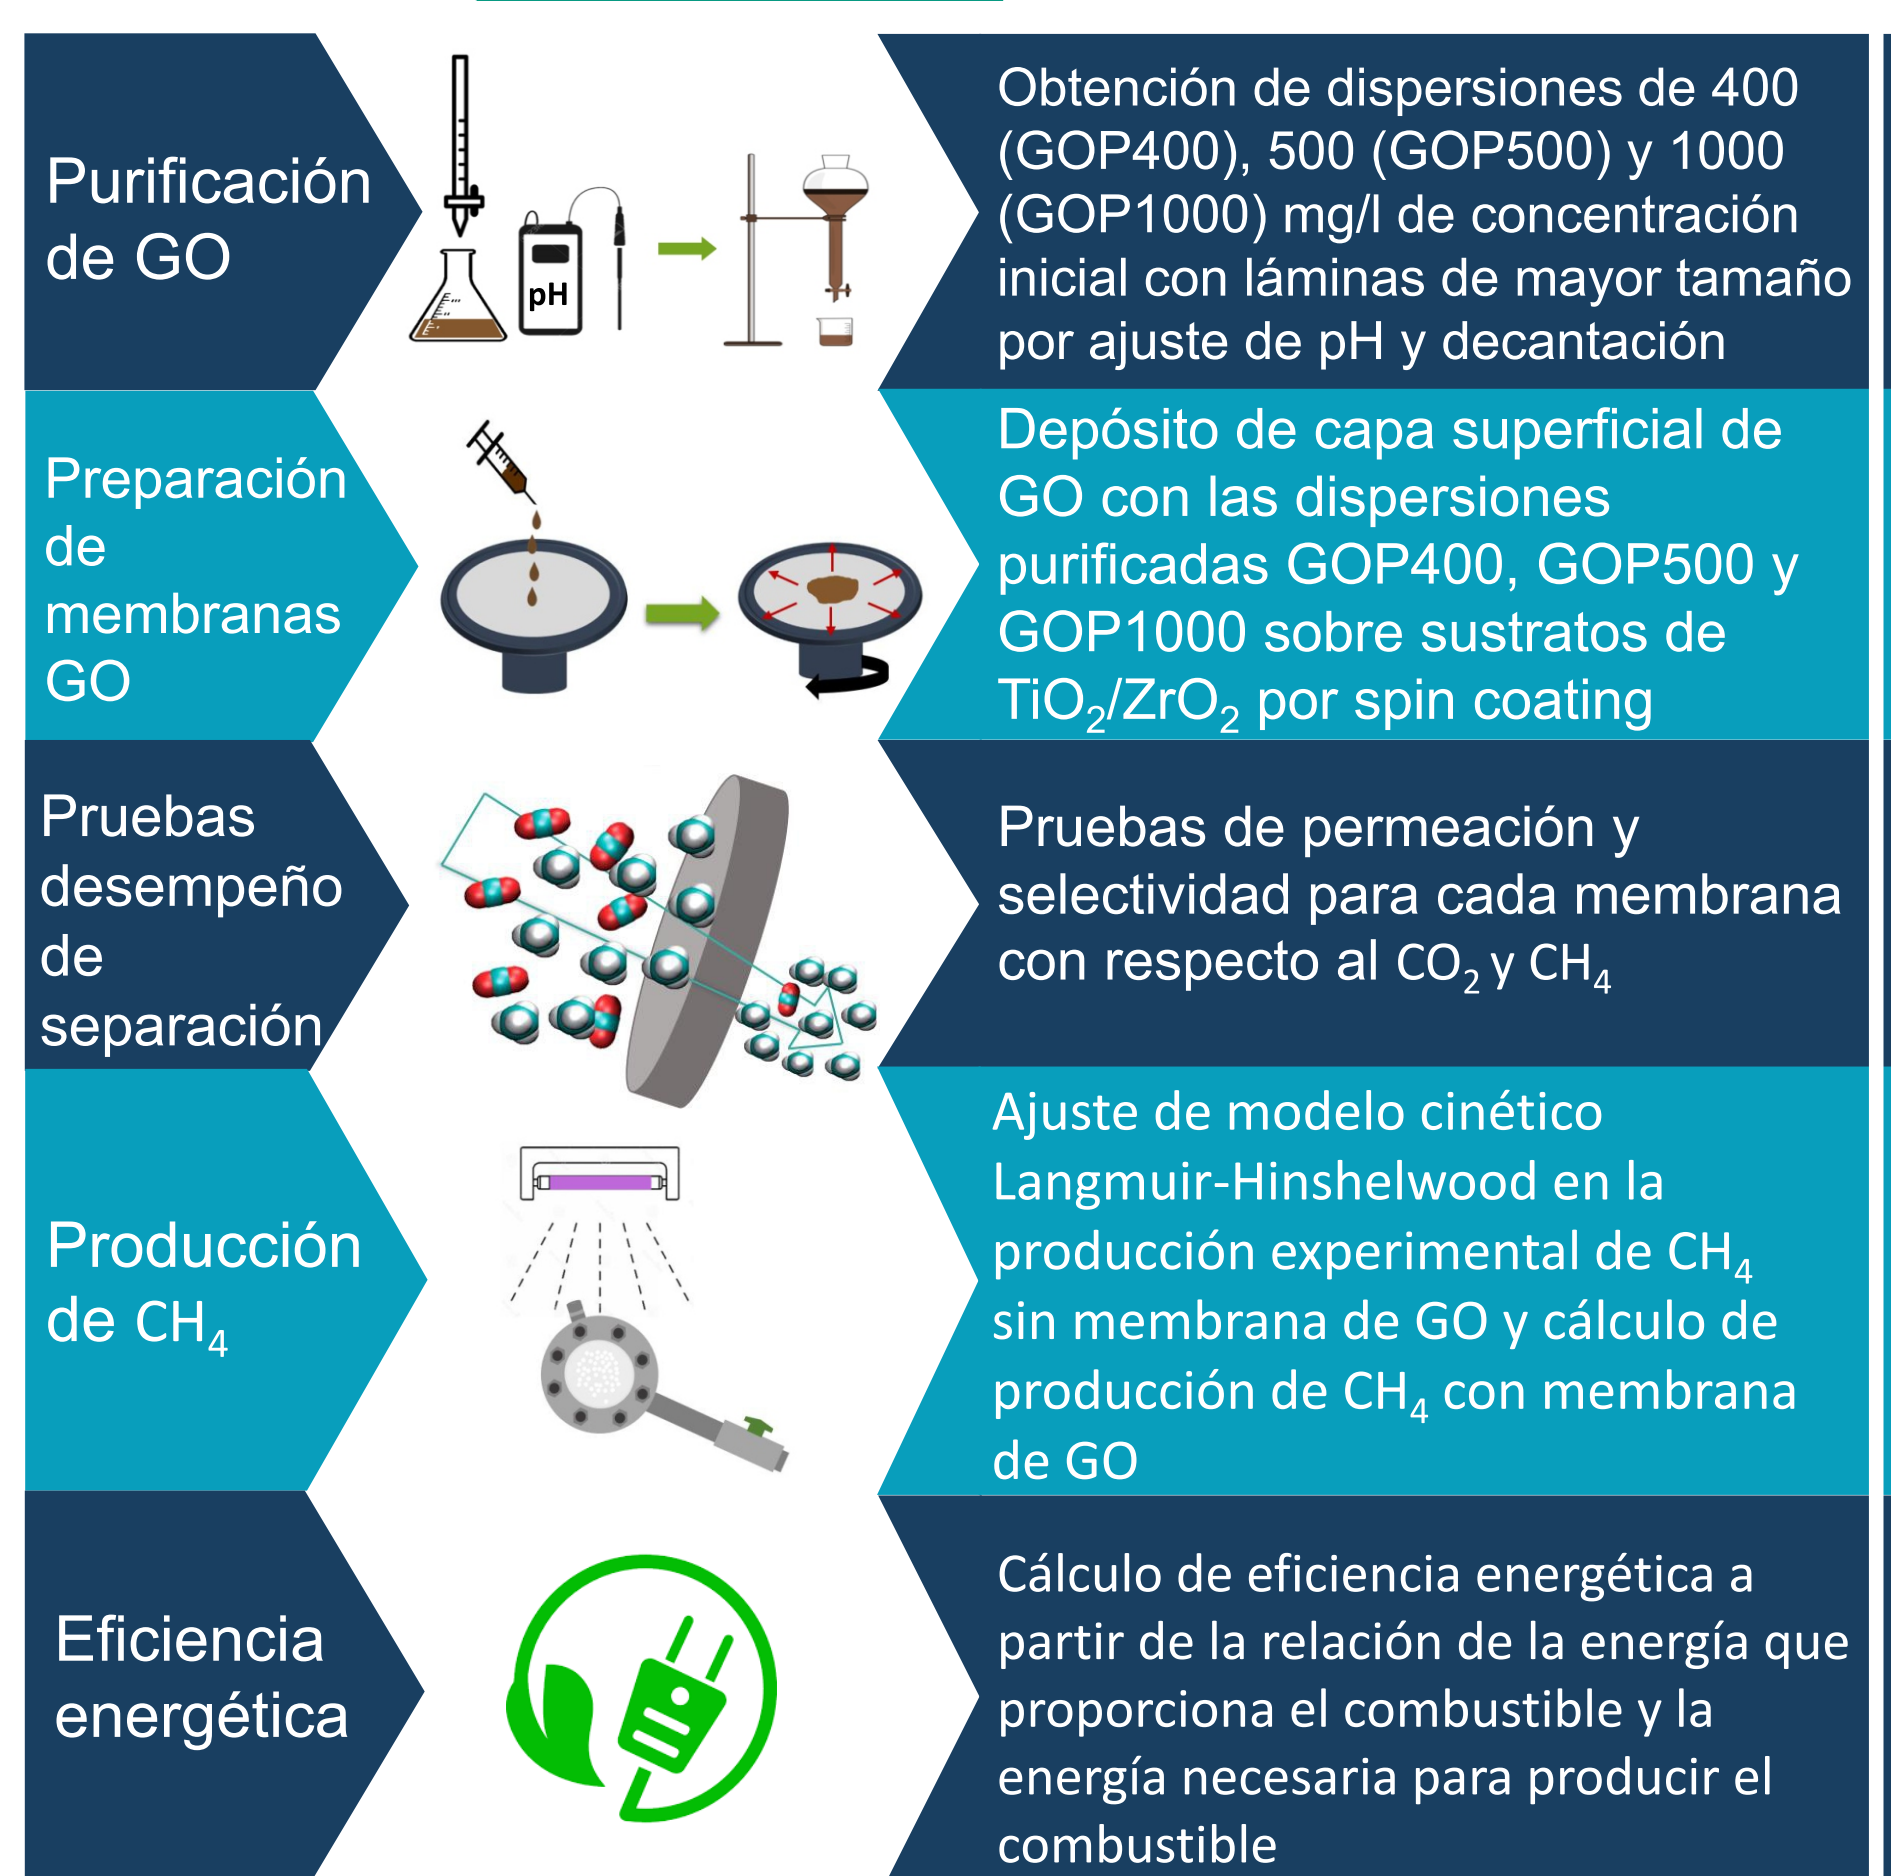 Purificación
de GO
pH
Obtención de dispersiones de 400
(GOP400), 500 (GOP500) y 1000
(GOP1000) mg/l de concentración
inicial con láminas de mayor tamaño
por ajuste de pH y decantación
Preparación
de
membranas
GO
Depósito de capa superficial de
GO con las dispersiones
purificadas GOP400, GOP500 y
GOP1000 sobre sustratos de
TiO₂/ZrO₂ por spin coating
Pruebas
desempeño
de
separación
Pruebas de permeación y
selectividad para cada membrana
con respecto al CO₂ y CH₄
Producción
de CH₄
Ajuste de modelo cinético
Langmuir-Hinshelwood en la
producción experimental de CH₄
sin membrana de GO y cálculo de
producción de CH₄ con membrana
de GO
Eficiencia
energética
Cálculo de eficiencia energética a
partir de la relación de la energía que
proporciona el combustible y la
energía necesaria para producir el
combustible